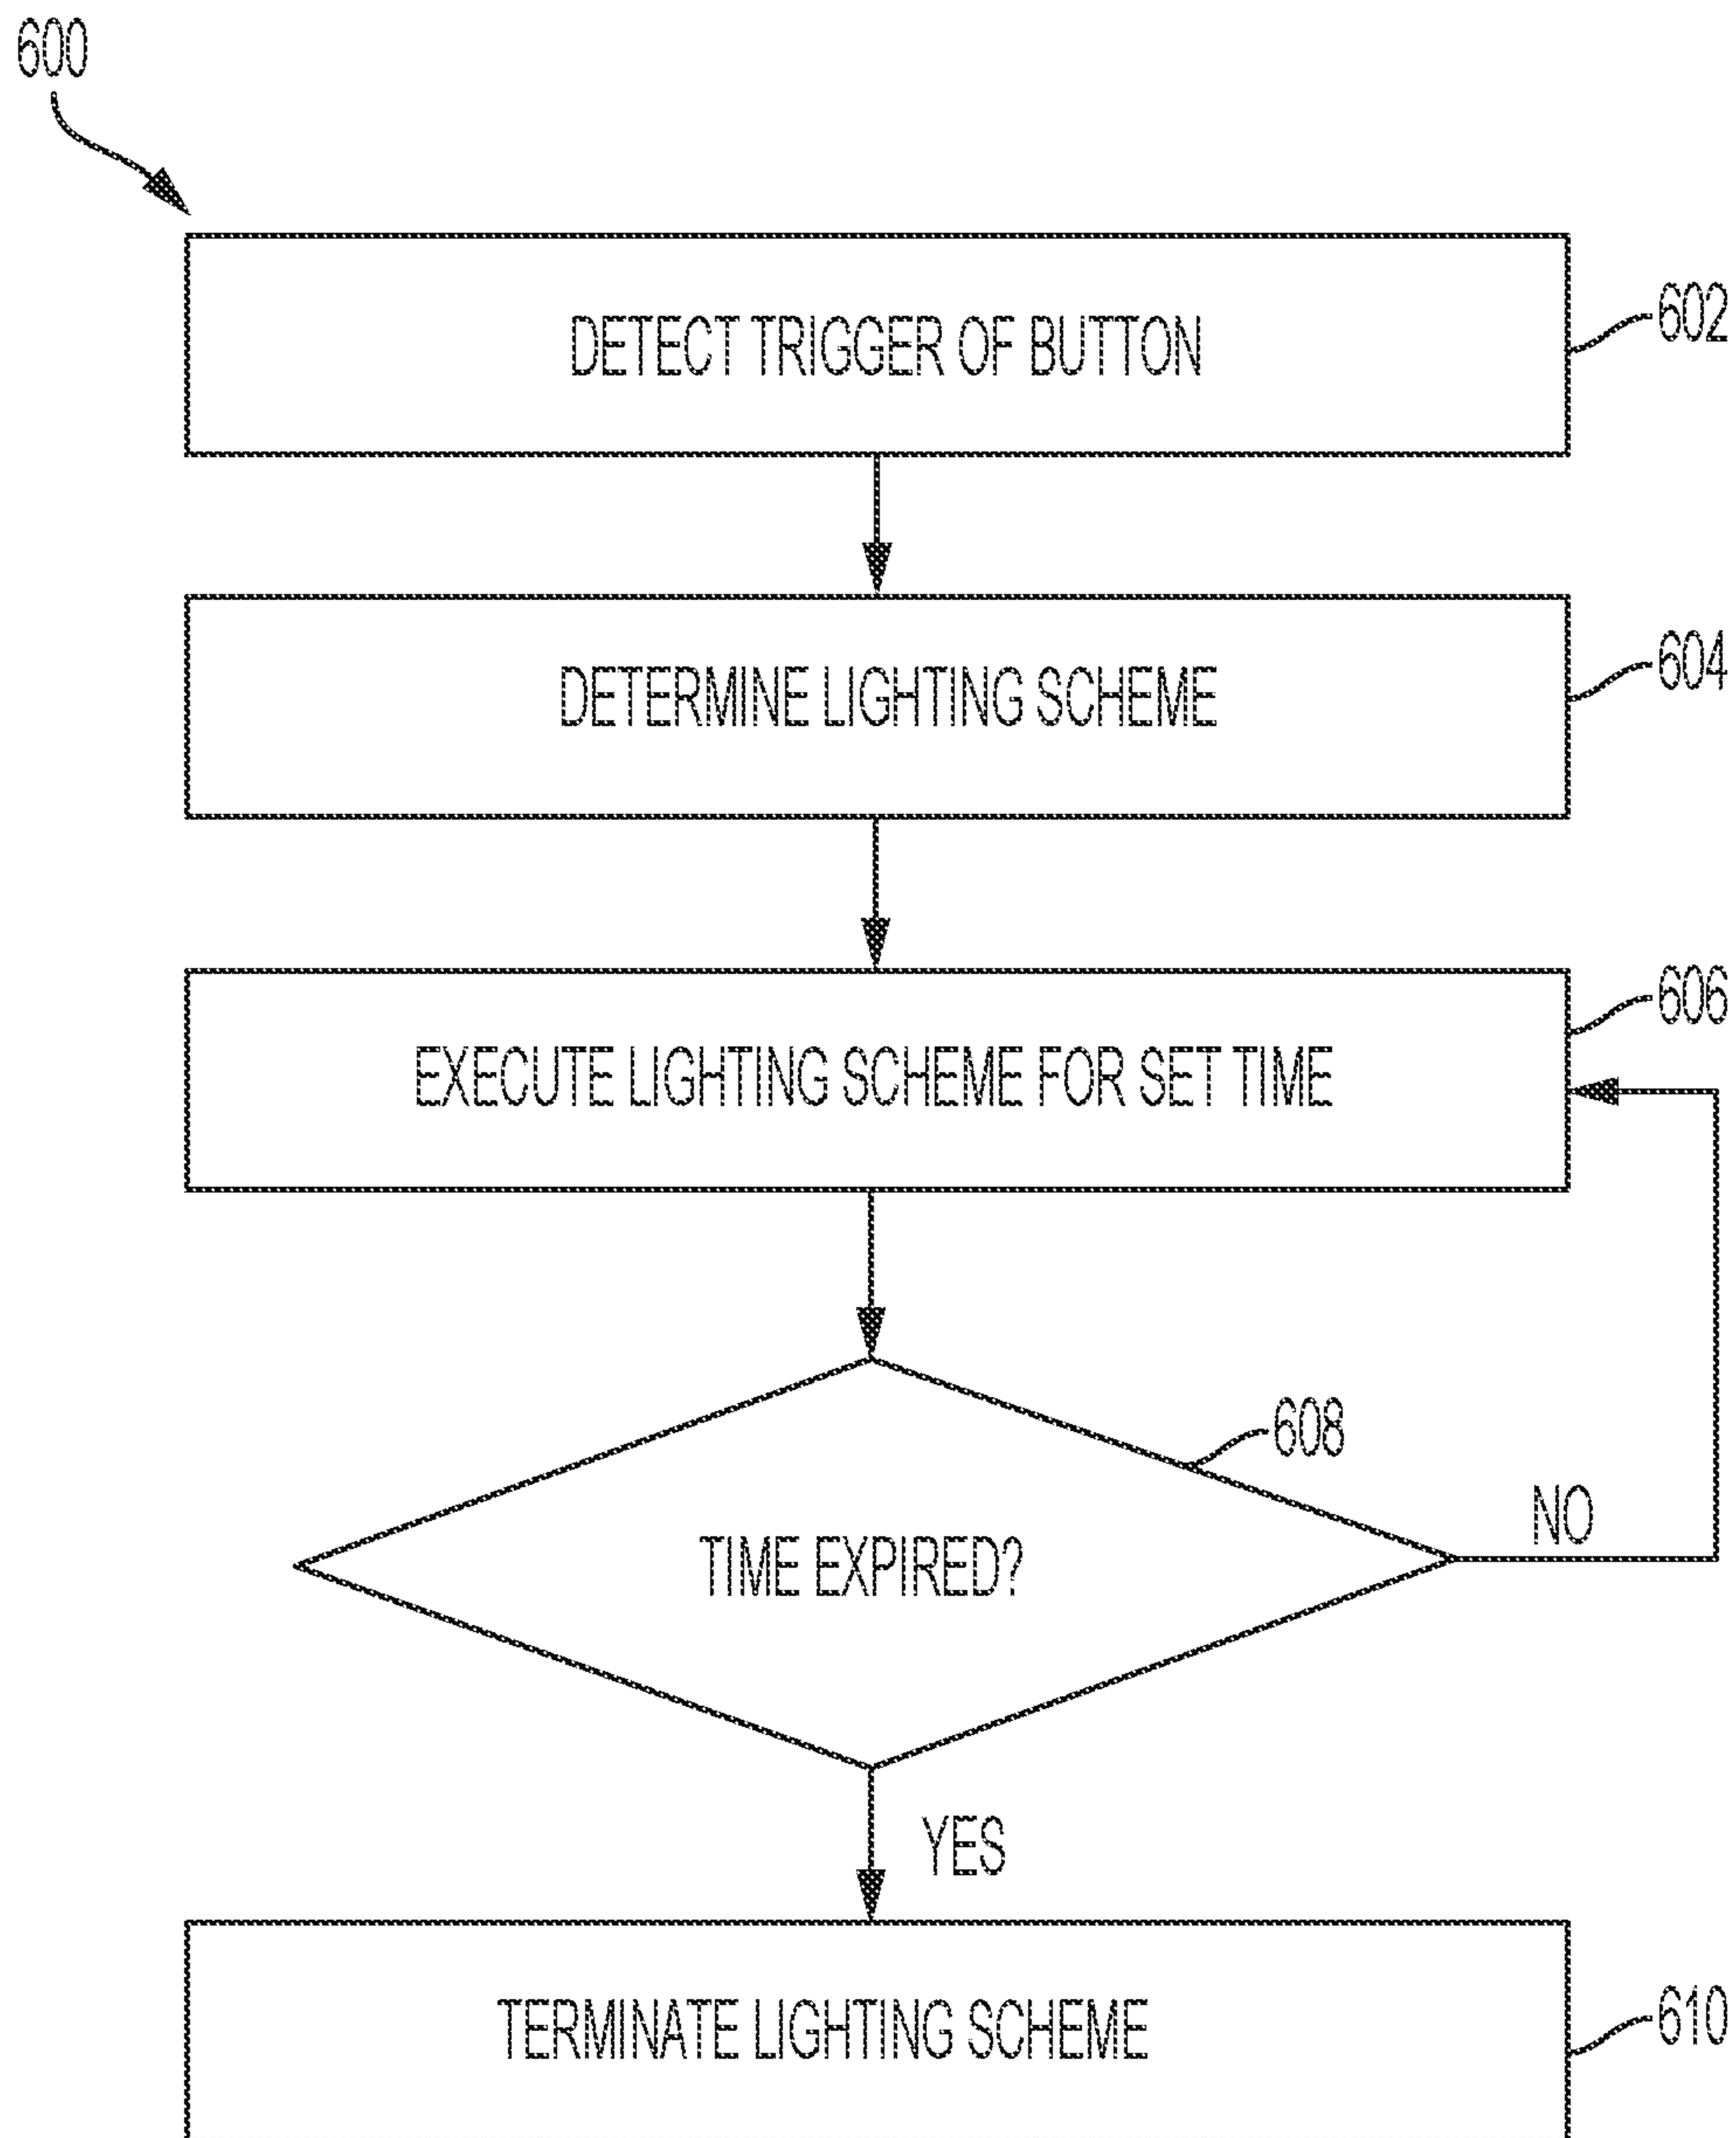 600
DETECT TRIGGER OF BUTTON
602
DETERMINE LIGHTING SCHEME
604
606
EXECUTE LIGHTING SCHEME FOR SET TIME
608
NO
TIME EXPIRED?
YES
TERMINATE LIGHTING SCHEME
610